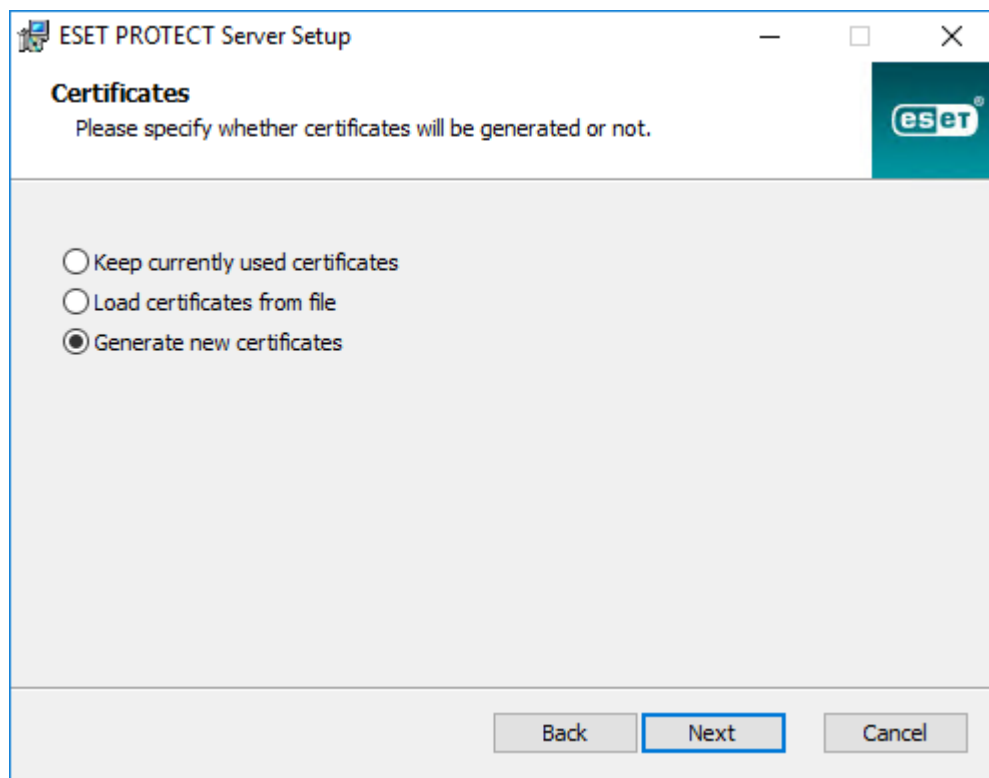 ESET PROTECT Server Setup
Certificates
Please specify whether certificates will be generated or not.
eseT®
Keep currently used certificates
Load certificates from file
Generate new certificates
Back Next Cancel